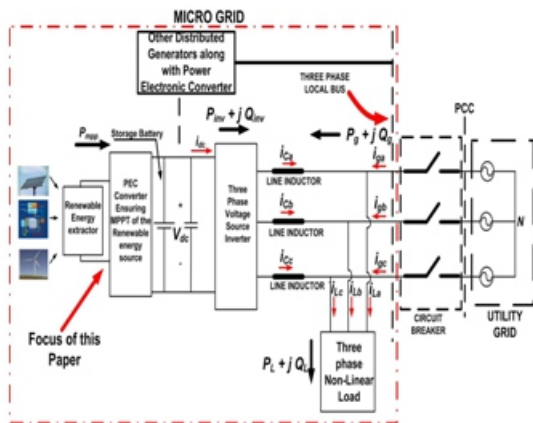 MICRO GRID
Other Distributed
Generators along
with Power
Electronic Converter
THREE PHASE
LOCAL BUS
PCC
P_inv + j Q_inv
P_g + j Q_g
P_mpp
Storage Battery
i_dc
i_Ca
i_ga
LINE INDUCTOR
Renewable
Energy
extractor
PEC
Converter
Ensuring
MPPT of the
Renewable
energy
source
+
V_dc
-
Three
Phase
Voltage
Source
Inverter
i_Cb
i_gb
LINE INDUCTOR
N
i_Cc
i_gc
LINE INDUCTOR
i_Lc
i_Lb
i_La
CIRCUIT
BREAKER
UTILITY
GRID
Focus of this
Paper
P_L + j Q_L
Three
phase
Non-Linear
Load